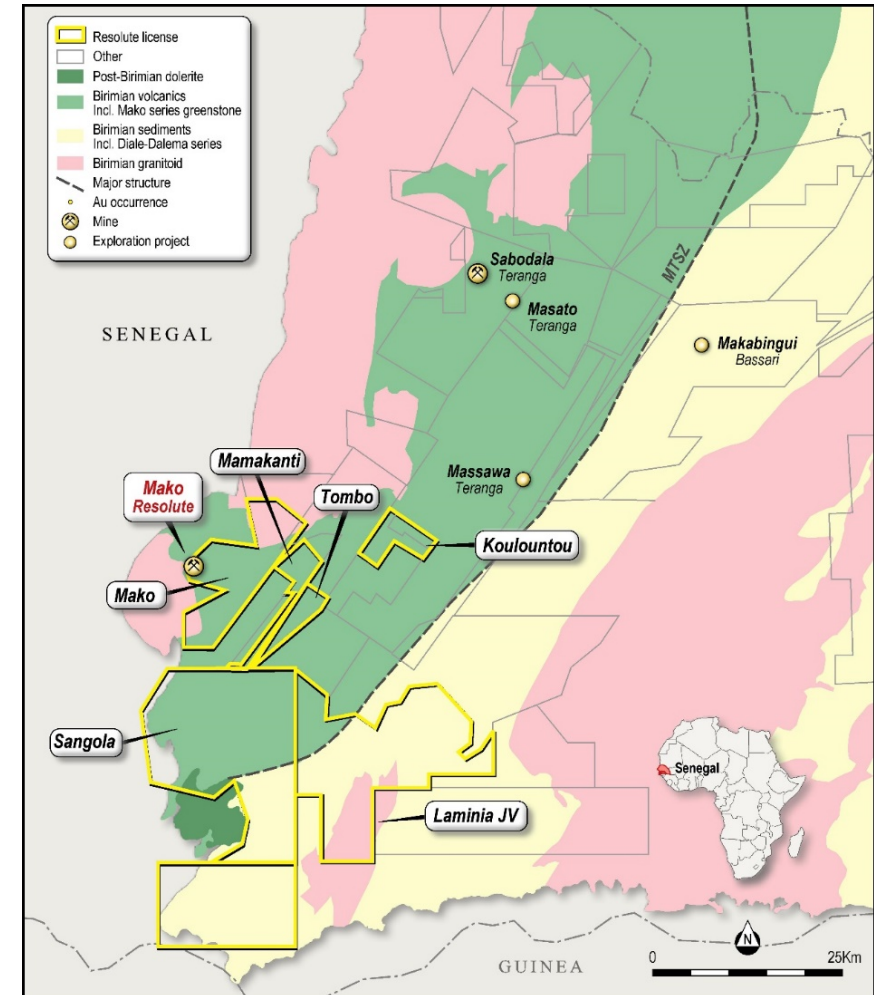 Resolute license
Other
Post-Birimian dolerite
Birimian volcanics
Incl. Mako series greenstone
Birimian sediments
Incl. Diale-Dalema series
Birimian granitoid
Major structure
Au occurrence
Mine
Exploration project
SENEGAL
MTSZ
Sabodala
Teranga
Masato
Teranga
Makabingui
Bassari
Mamakanti
Massawa
Teranga
Mako
Resolute
Tombo
Koulountou
Mako
Sangola
Senegal
Laminia JV
N
0 25Km
GUINEA